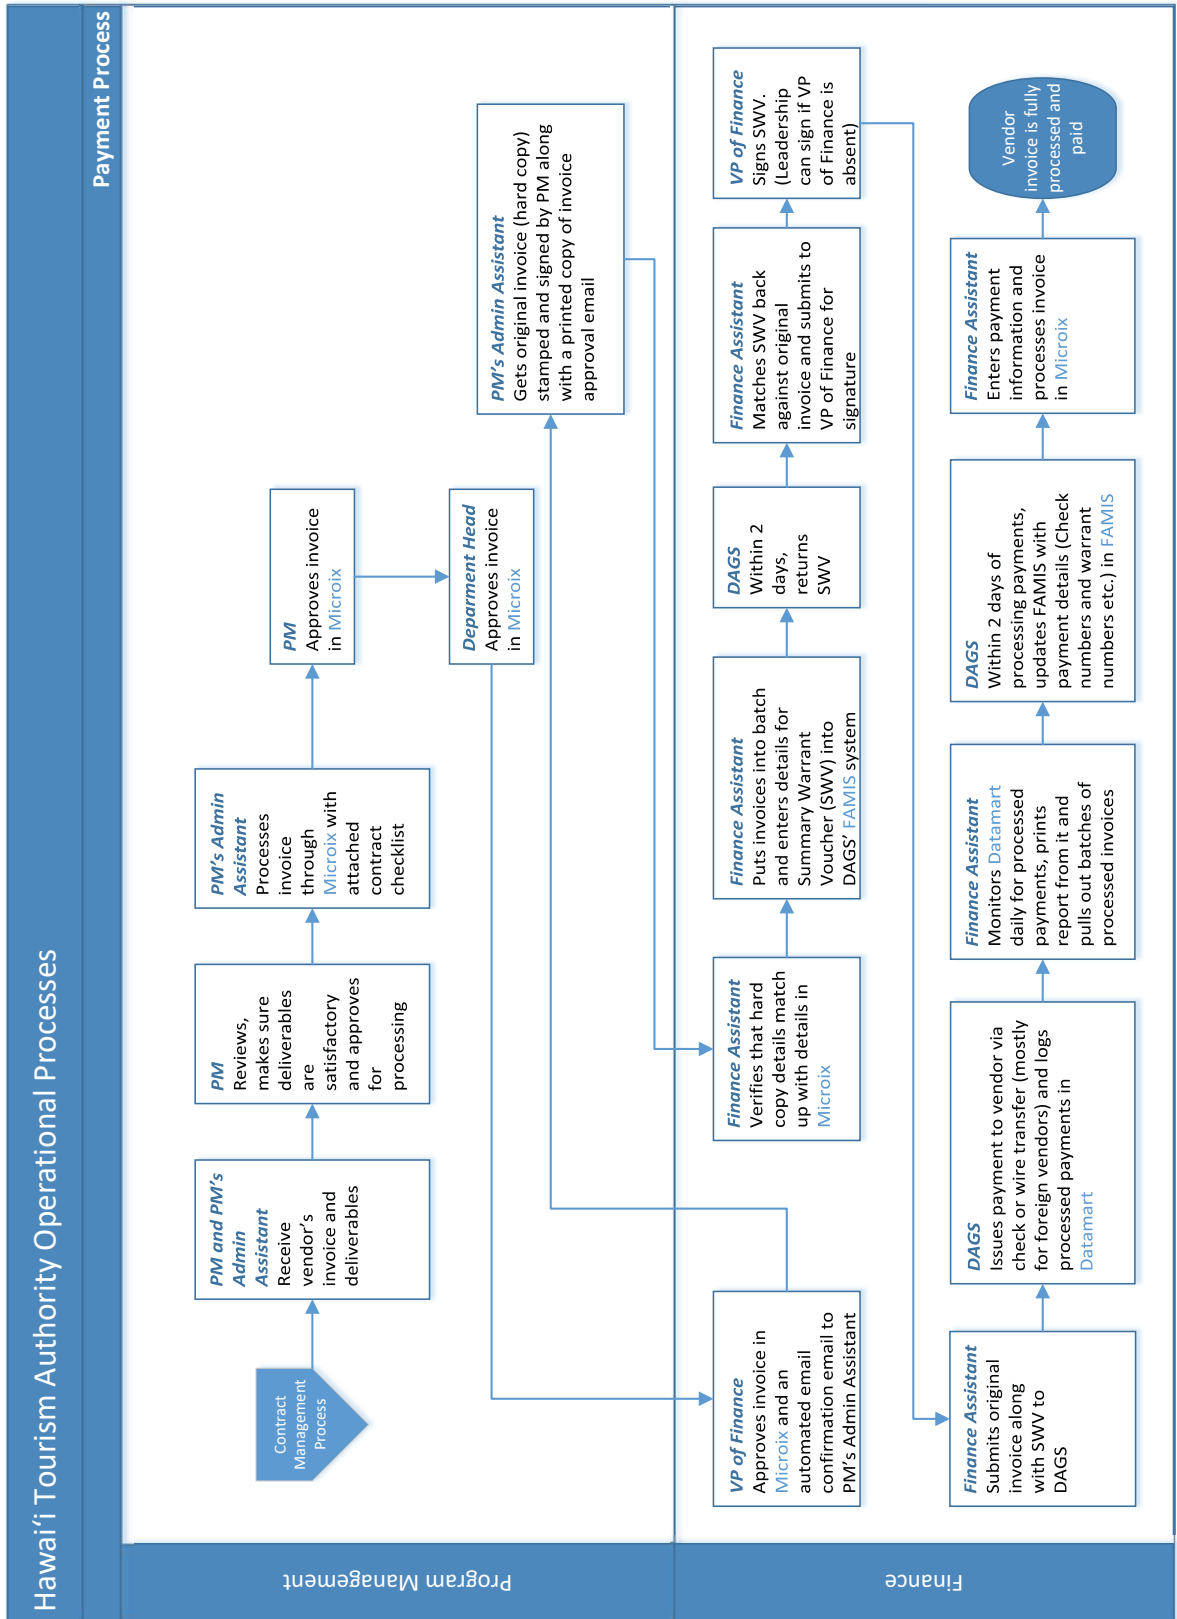 Hawai‘i Tourism Authority Operational Processes
Payment Process
Program Management
Contract
Management
Process
PM and PM's
Admin
Assistant
Receive
vendor's
invoice and
deliverables
PM
Reviews,
makes sure
deliverables
are
satisfactory
and approves
for
processing
PM's Admin
Assistant
Processes
invoice
through
Microix with
attached
contract
checklist
PM
Approves invoice
in Microix
Deparment Head
Approves invoice
in Microix
PM's Admin Assistant
Gets original invoice (hard copy)
stamped and signed by PM along
with a printed copy of invoice
approval email
Finance
VP of Finance
Approves invoice in
Microix and an
automated email
confirmation email to
PM's Admin Assistant
Finance Assistant
Verifies that hard
copy details match
up with details in
Microix
Finance Assistant
Puts invoices into batch
and enters details for
Summary Warrant
Voucher (SWV) into
DAGS' FAMIS system
DAGS
Within 2
days,
returns
SWV
Finance Assistant
Matches SWV back
against original
invoice and submits to
VP of Finance for
signature
VP of Finance
Signs SWV.
(Leadership
can sign if VP
of Finance is
absent)
Finance Assistant
Submits original
invoice along
with SWV to
DAGS
DAGS
Issues payment to vendor via
check or wire transfer (mostly
for foreign vendors) and logs
processed payments in
Datamart
Finance Assistant
Monitors Datamart
daily for processed
payments, prints
report from it and
pulls out batches of
processed invoices
DAGS
Within 2 days of
processing payments,
updates FAMIS with
payment details (Check
numbers and warrant
numbers etc.) in FAMIS
Finance Assistant
Enters payment
information and
processes invoice
in Microix
Vendor
invoice is fully
processed and
paid